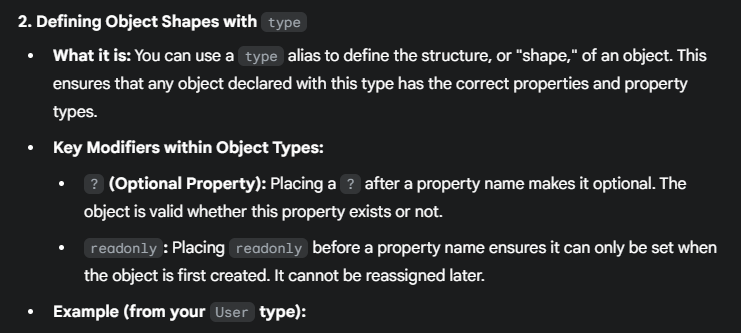 2. Defining Object Shapes with type
• What it is: You can use a type alias to define the structure, or "shape," of an object. This
ensures that any object declared with this type has the correct properties and property
types.
• Key Modifiers within Object Types:
• ? (Optional Property): Placing a ? after a property name makes it optional. The
object is valid whether this property exists or not.
• readonly: Placing readonly before a property name ensures it can only be set when
the object is first created. It cannot be reassigned later.
• Example (from your User type):